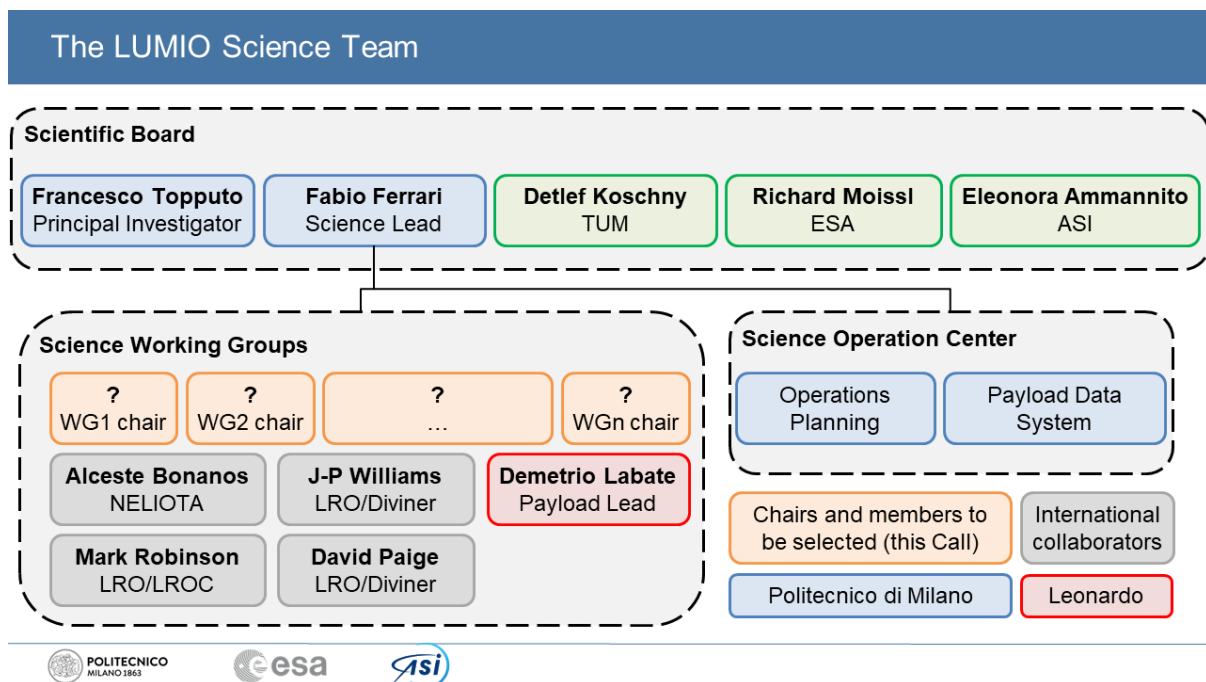 The LUMIO Science Team
Scientific Board
Francesco Topputo
Principal Investigator
Fabio Ferrari
Science Lead
Detlef Koschny
TUM
Richard Moissl
ESA
Eleonora Ammannito
ASI
Science Working Groups
?
WG1 chair
?
WG2 chair
?
...
?
WGn chair
Alceste Bonanos
NELIOTA
J-P Williams
LRO/Diviner
Demetrio Labate
Payload Lead
Mark Robinson
LRO/LROC
David Paige
LRO/Diviner
Science Operation Center
Operations
Planning
Payload Data
System
Chairs and members to
be selected (this Call)
International
collaborators
Politecnico di Milano
Leonardo
POLITECNICO
MILANO 1863
esa
asi